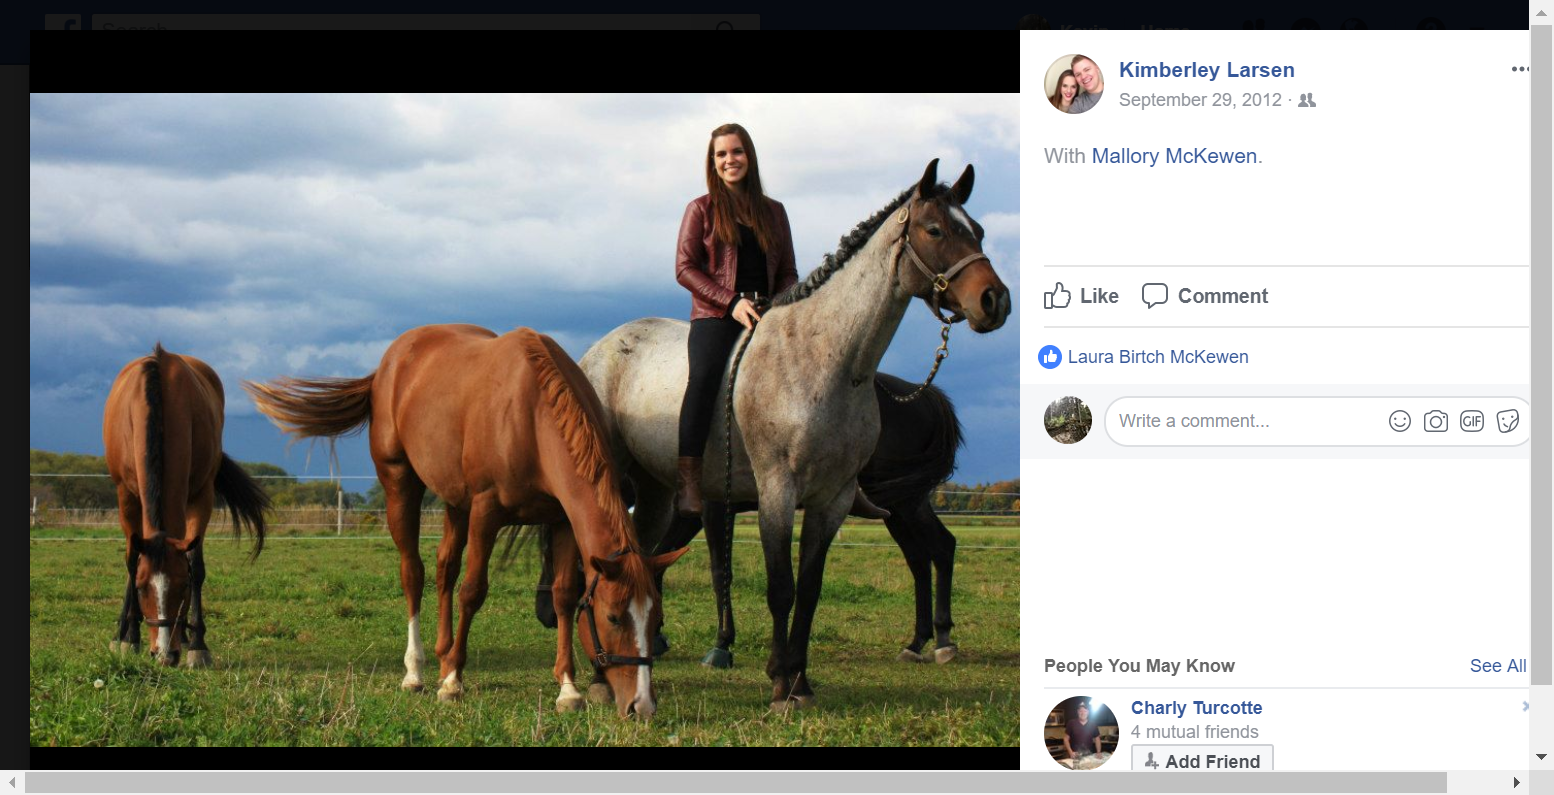 Search
Kimberley Larsen
September 29, 2012 ·
With Mallory McKewen.
Like Comment
Laura Birtch McKewen
Write a comment...
GIF
People You May Know
See All
Charly Turcotte
4 mutual friends
Add Friend